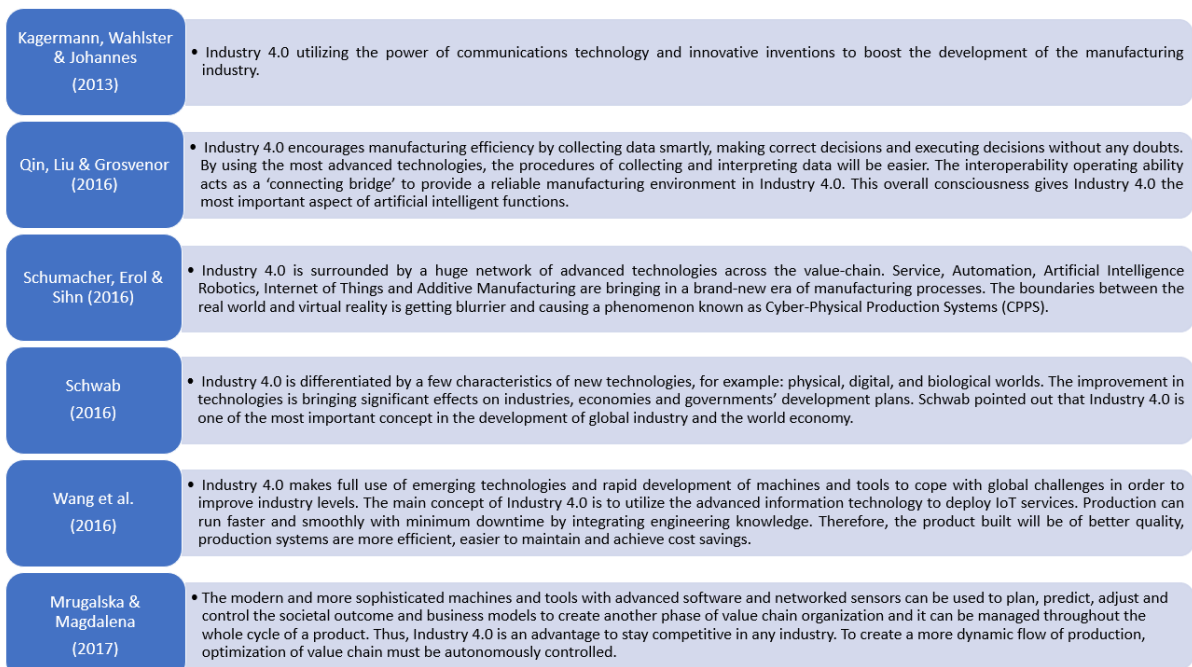 Kagermann, Wahlster
& Johannes
(2013)
• Industry 4.0 utilizing the power of communications technology and innovative inventions to boost the development of the manufacturing
industry.
Qin, Liu & Grosvenor
(2016)
• Industry 4.0 encourages manufacturing efficiency by collecting data smartly, making correct decisions and executing decisions without any doubts.
By using the most advanced technologies, the procedures of collecting and interpreting data will be easier. The interoperability operating ability
acts as a ‘connecting bridge’ to provide a reliable manufacturing environment in Industry 4.0. This overall consciousness gives Industry 4.0 the
most important aspect of artificial intelligent functions.
Schumacher, Erol &
Sihn (2016)
• Industry 4.0 is surrounded by a huge network of advanced technologies across the value-chain. Service, Automation, Artificial Intelligence
Robotics, Internet of Things and Additive Manufacturing are bringing in a brand-new era of manufacturing processes. The boundaries between the
real world and virtual reality is getting blurrier and causing a phenomenon known as Cyber-Physical Production Systems (CPPS).
Schwab
(2016)
• Industry 4.0 is differentiated by a few characteristics of new technologies, for example: physical, digital, and biological worlds. The improvement in
technologies is bringing significant effects on industries, economies and governments’ development plans. Schwab pointed out that Industry 4.0 is
one of the most important concept in the development of global industry and the world economy.
Wang et al.
(2016)
• Industry 4.0 makes full use of emerging technologies and rapid development of machines and tools to cope with global challenges in order to
improve industry levels. The main concept of Industry 4.0 is to utilize the advanced information technology to deploy IoT services. Production can
run faster and smoothly with minimum downtime by integrating engineering knowledge. Therefore, the product built will be of better quality,
production systems are more efficient, easier to maintain and achieve cost savings.
Mrugalska &
Magdalena
(2017)
• The modern and more sophisticated machines and tools with advanced software and networked sensors can be used to plan, predict, adjust and
control the societal outcome and business models to create another phase of value chain organization and it can be managed throughout the
whole cycle of a product. Thus, Industry 4.0 is an advantage to stay competitive in any industry. To create a more dynamic flow of production,
optimization of value chain must be autonomously controlled.